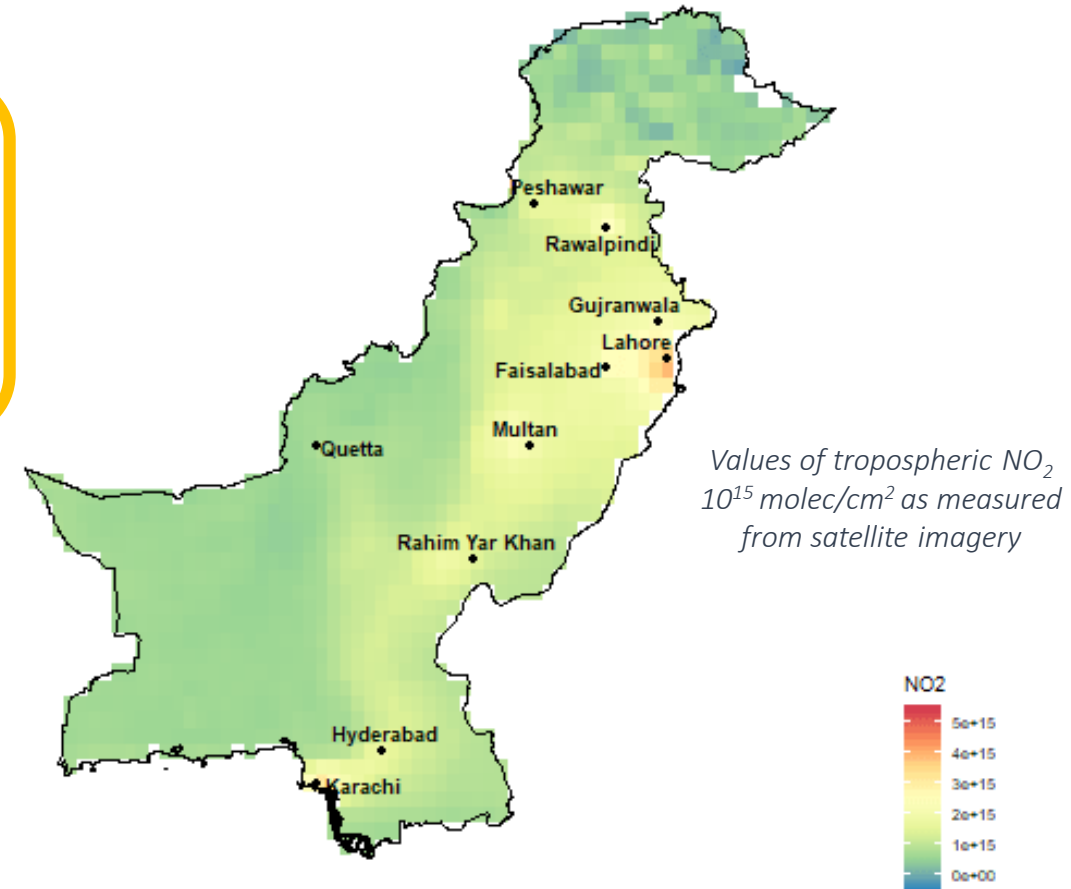 Peshawar
Rawalpindi
Gujranwala
Lahore
Faisalabad
Multan
Quetta
Values of tropospheric NO₂
10¹⁵ molec/cm² as measured
from satellite imagery
Rahim Yar Khan
NO2
5e+15
4e+15
3e+15
2e+15
1e+15
0e+00
Hyderabad
Karachi